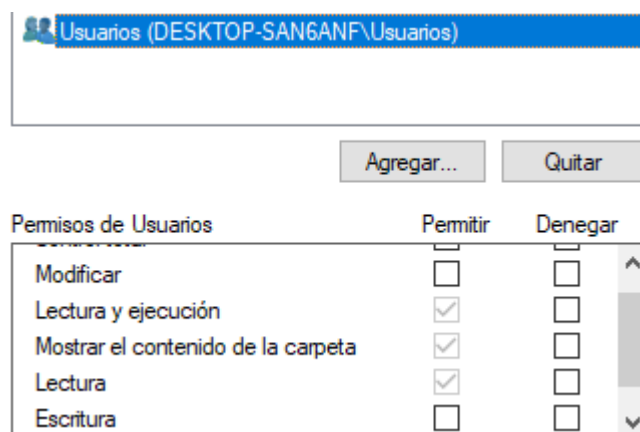 Usuarios (DESKTOP-SAN6ANF\Usuarios)
Agregar... Quitar
Permisos de Usuarios Permitir Denegar
Modificar
Lectura y ejecución
Mostrar el contenido de la carpeta
Lectura
Escritura